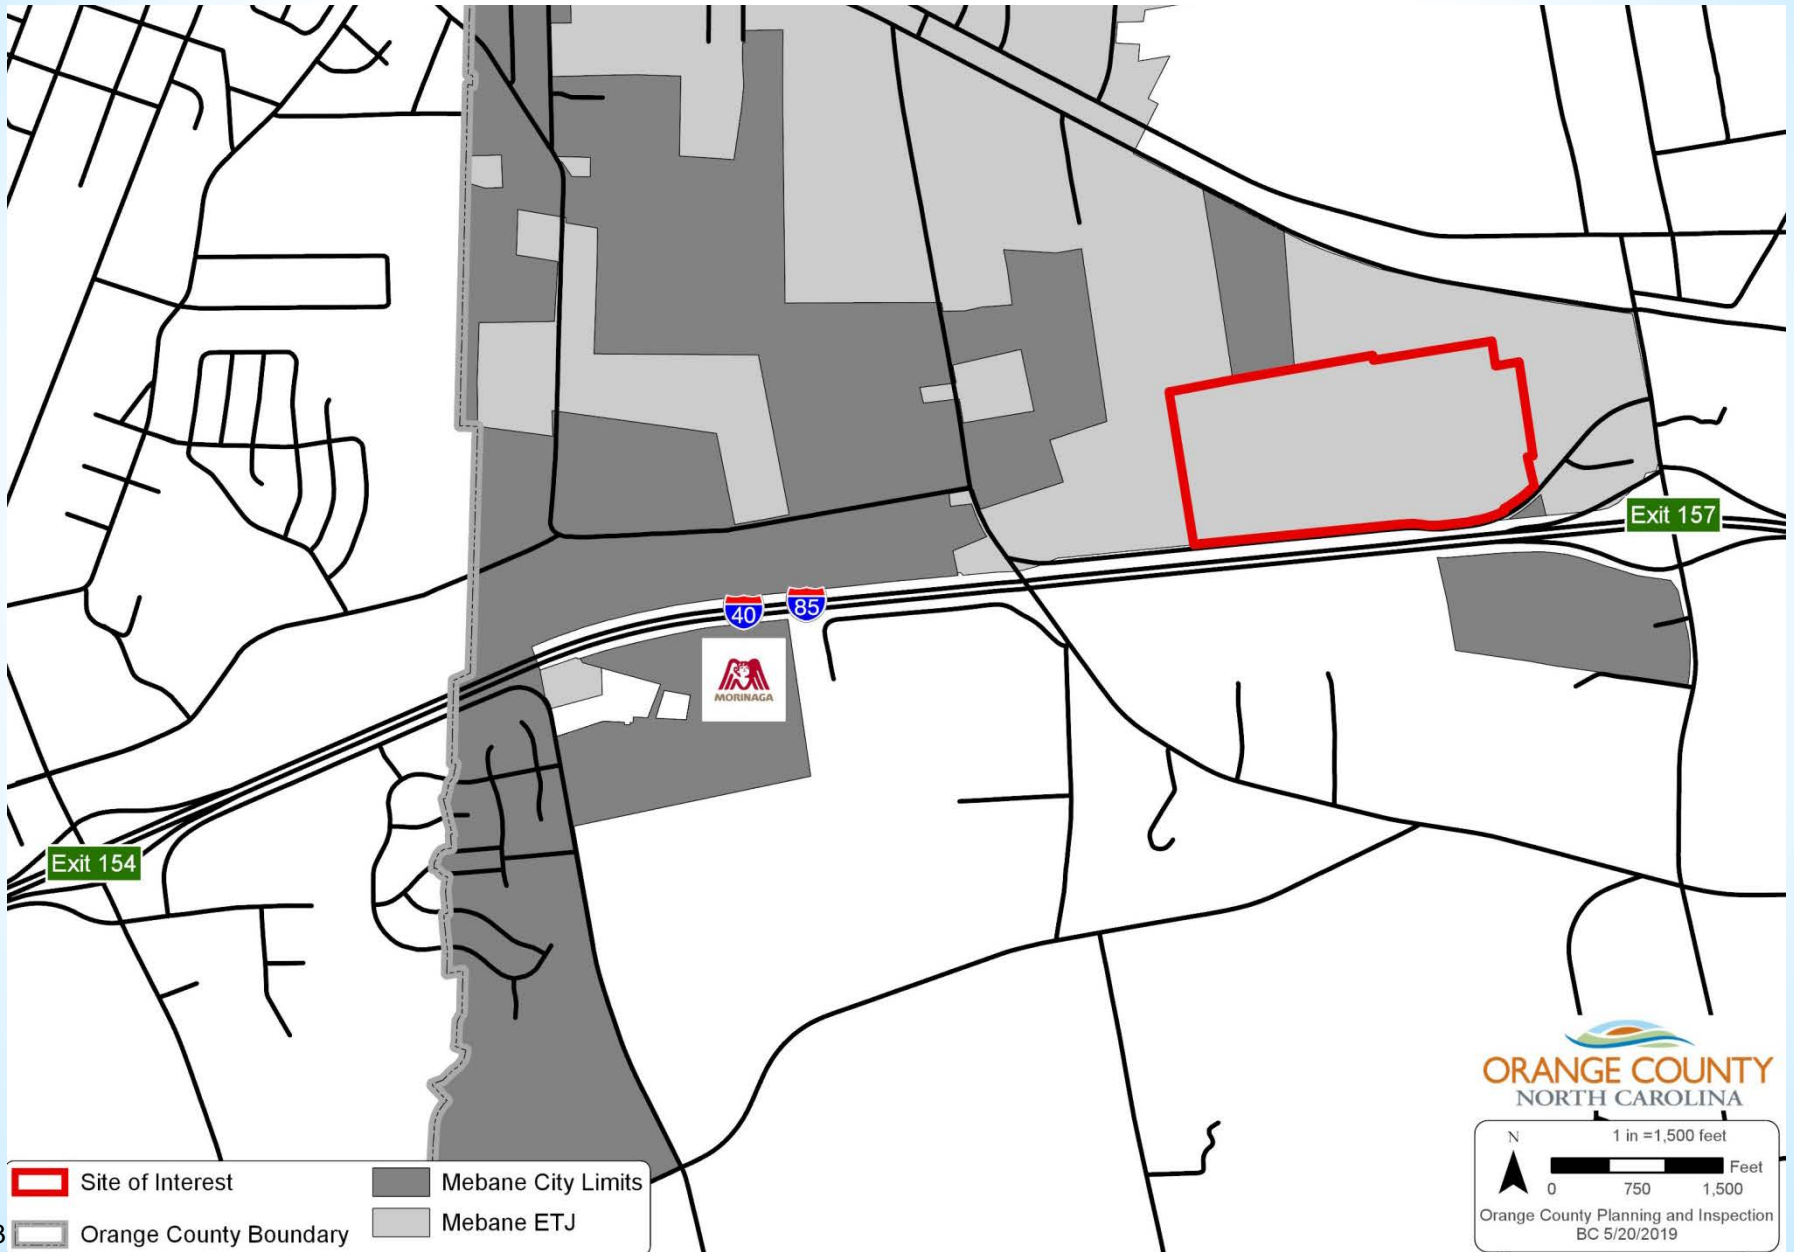 Exit 157
40
85
MORINAGA
Exit 154
ORANGE COUNTY
NORTH CAROLINA
N
1 in =1,500 feet
Feet
0 750 1,500
Orange County Planning and Inspection
BC 5/20/2019
Site of Interest
Mebane City Limits
Orange County Boundary
Mebane ETJ